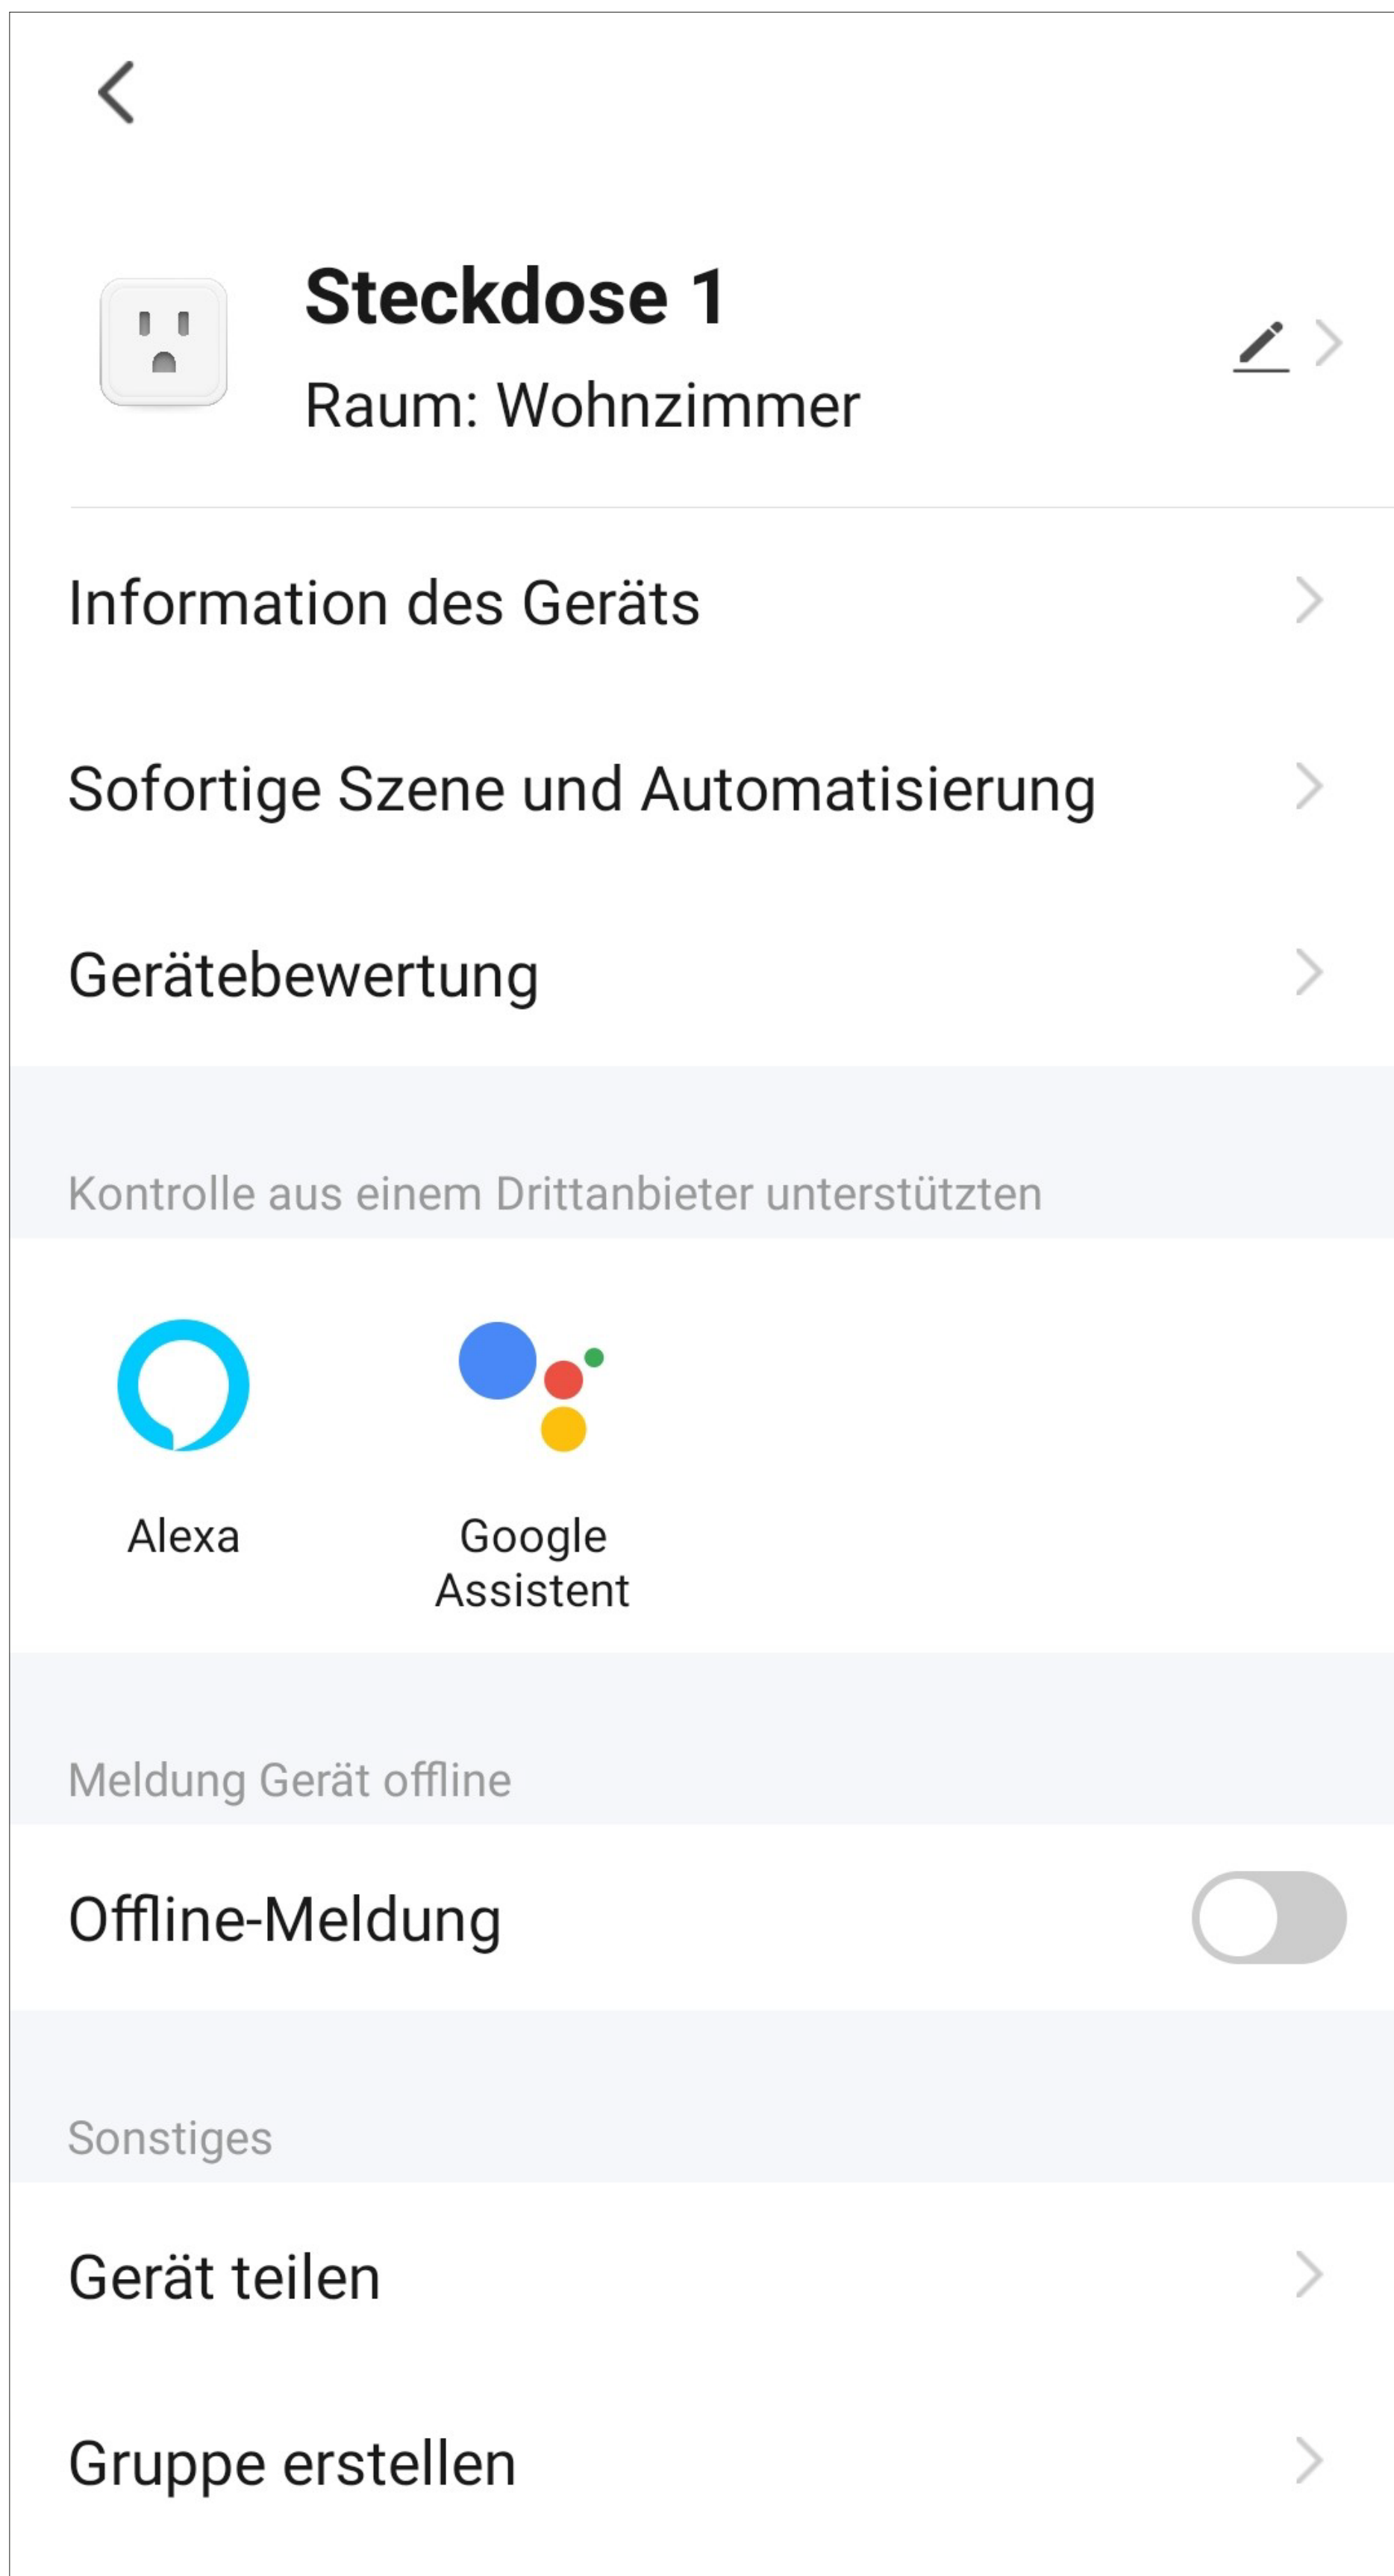 Steckdose 1
Raum: Wohnzimmer
Information des Geräts
Sofortige Szene und Automatisierung
Gerätebewertung
Kontrolle aus einem Drittanbieter unterstützten
Alexa
Google
Assistent
Meldung Gerät offline
Offline-Meldung
Sonstiges
Gerät teilen
Gruppe erstellen